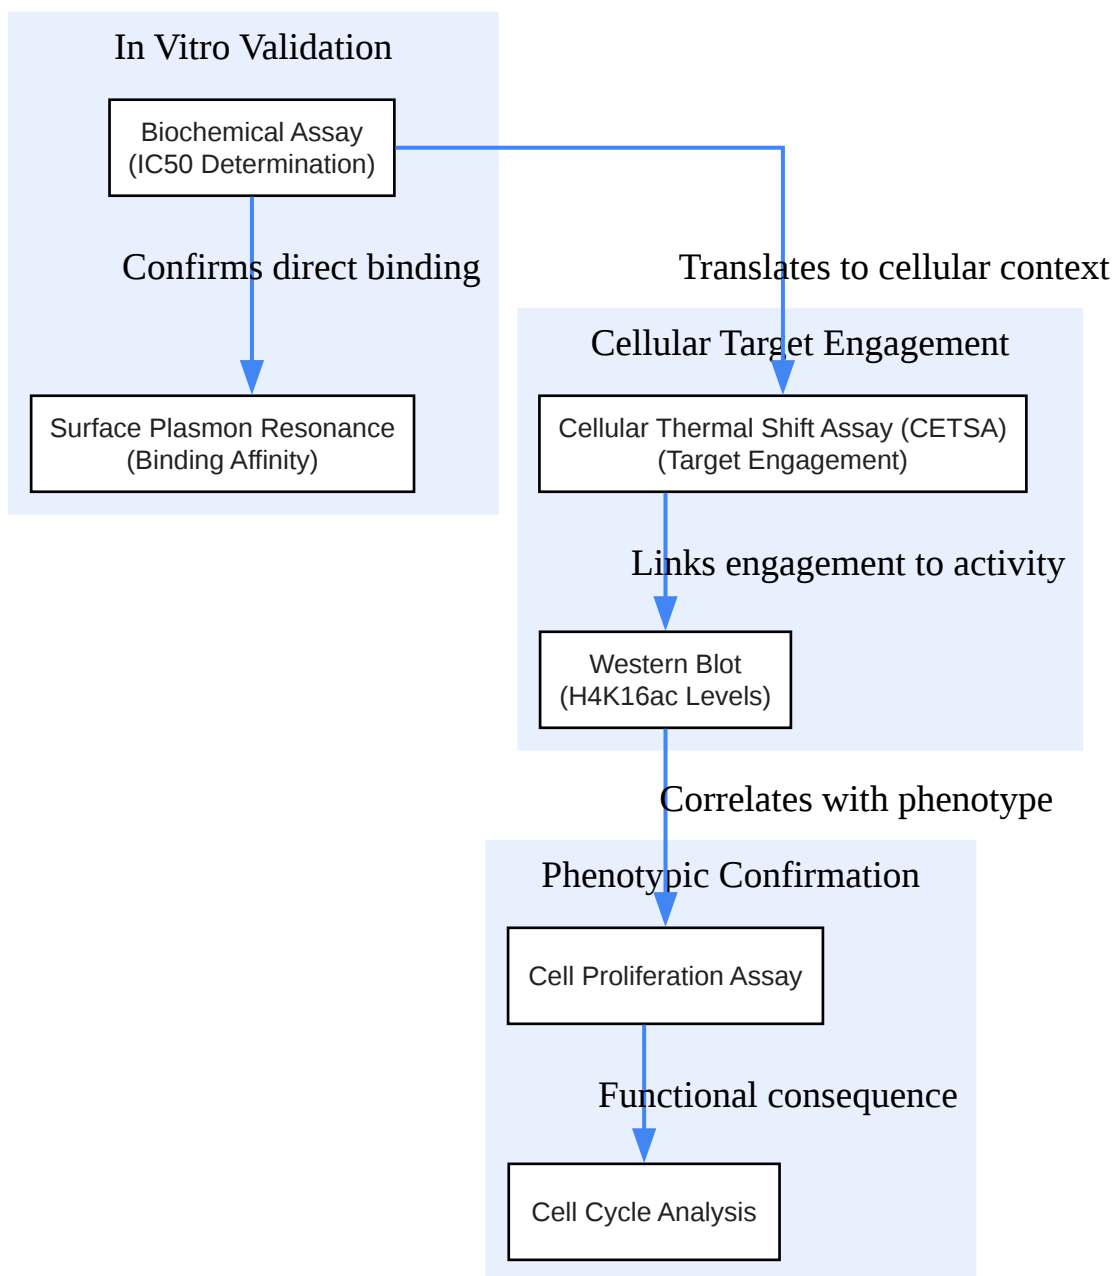 In Vitro Validation
Biochemical Assay
(IC50 Determination)
Confirms direct binding
Translates to cellular context
Cellular Target Engagement
Surface Plasmon Resonance
(Binding Affinity)
Cellular Thermal Shift Assay (CETSA)
(Target Engagement)
Links engagement to activity
Western Blot
(H4K16ac Levels)
Correlates with phenotype
Phenotypic Confirmation
Cell Proliferation Assay
Functional consequence
Cell Cycle Analysis